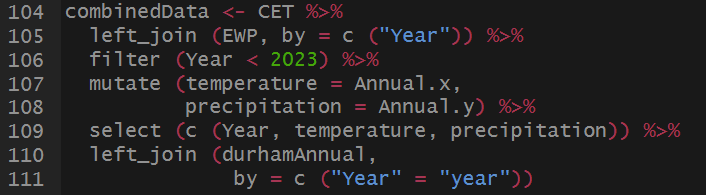 104 combinedData <- CET %>%
105   left_join (EWP, by = c ("Year")) %>%
106   filter (Year < 2023) %>%
107   mutate (temperature = Annual.x,
108           precipitation = Annual.y) %>%
109   select (c (Year, temperature, precipitation)) %>%
110   left_join (durhamAnnual,
111               by = c ("Year" = "year"))